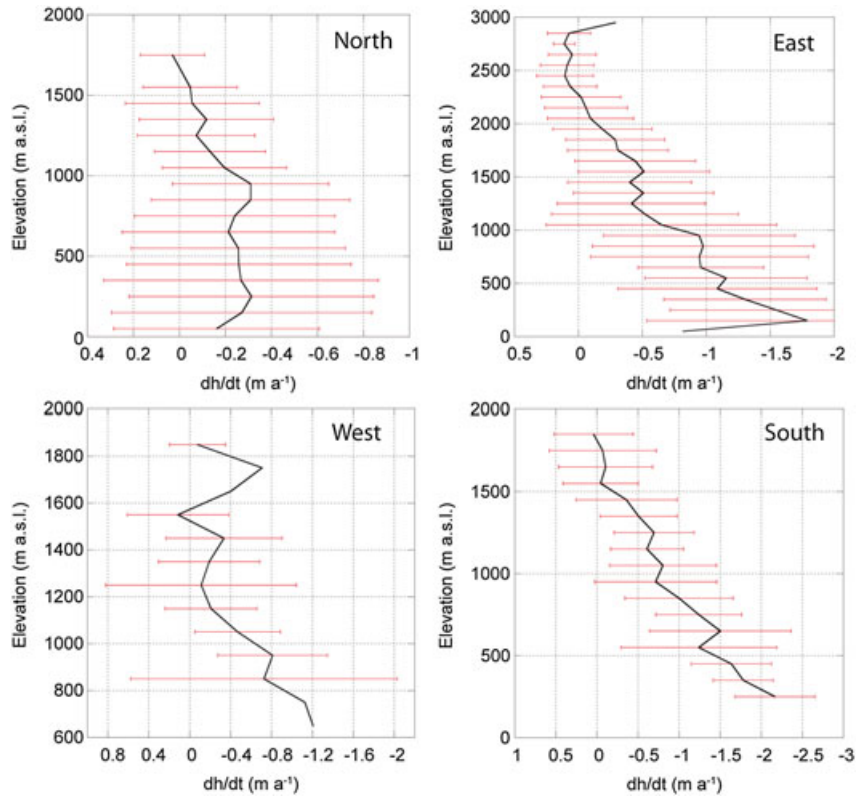 North
2000
1500
1000
500
0
0.4 0.2 0 -0.2 -0.4 -0.6 -0.8 -1
Elevation (m a.s.l.)
dh/dt (m a⁻¹)
East
3000
2500
2000
1500
1000
500
0
0.5 0 -0.5 -1 -1.5 -2
Elevation (m a.s.l.)
dh/dt (m a⁻¹)
West
2000
1800
1600
1400
1200
1000
800
600
0.8 0.4 0 -0.4 -0.8 -1.2 -1.6 -2
Elevation (m a.s.l.)
dh/dt (m a⁻¹)
South
2000
1500
1000
500
0
1 0.5 0 -0.5 -1 -1.5 -2 -2.5 -3
Elevation (m a.s.l.)
dh/dt (m a⁻¹)